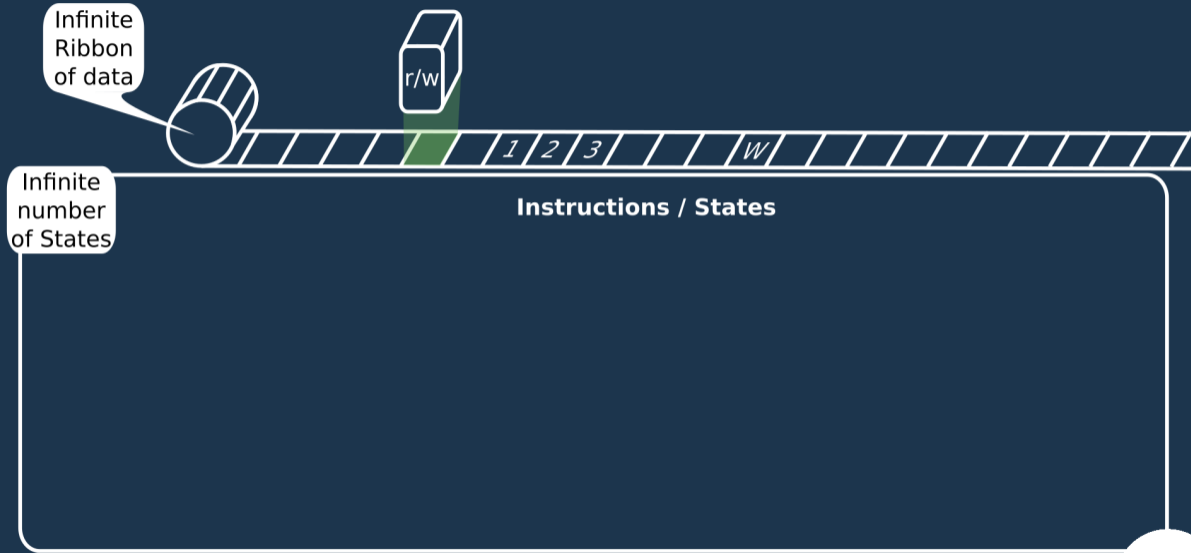 Infinite
Ribbon
of data
r/w
1 2 3 W
Infinite
number
of States
Instructions / States